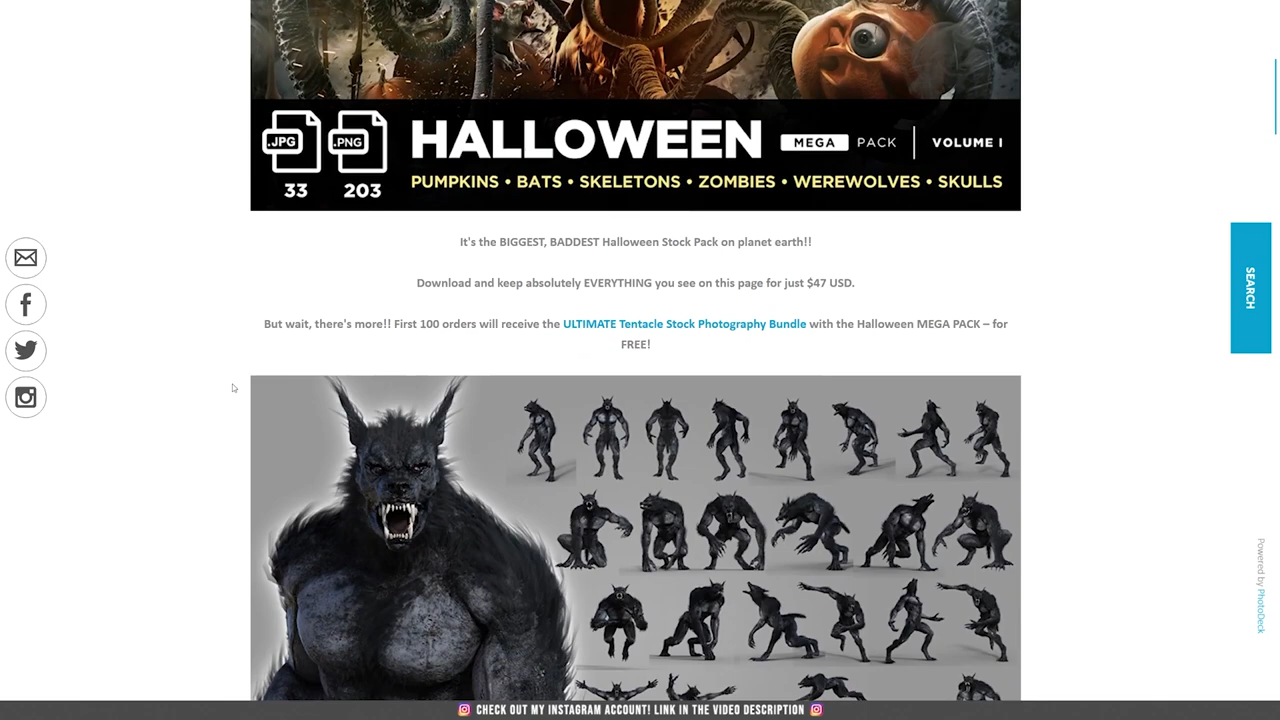 .JPG .PNG HALLOWEEN MEGA PACK VOLUME I
33 203 PUMPKINS • BATS • SKELETONS • ZOMBIES • WEREWOLVES • SKULLS
It's the BIGGEST, BADDEST Halloween Stock Pack on planet earth!!
Download and keep absolutely EVERYTHING you see on this page for just $47 USD.
But wait, there's more!! First 100 orders will receive the ULTIMATE Tentacle Stock Photography Bundle with the Halloween MEGA PACK – for
FREE!
SEARCH
Powered by PhotoDeck
CHECK OUT MY INSTAGRAM ACCOUNT! LINK IN THE VIDEO DESCRIPTION